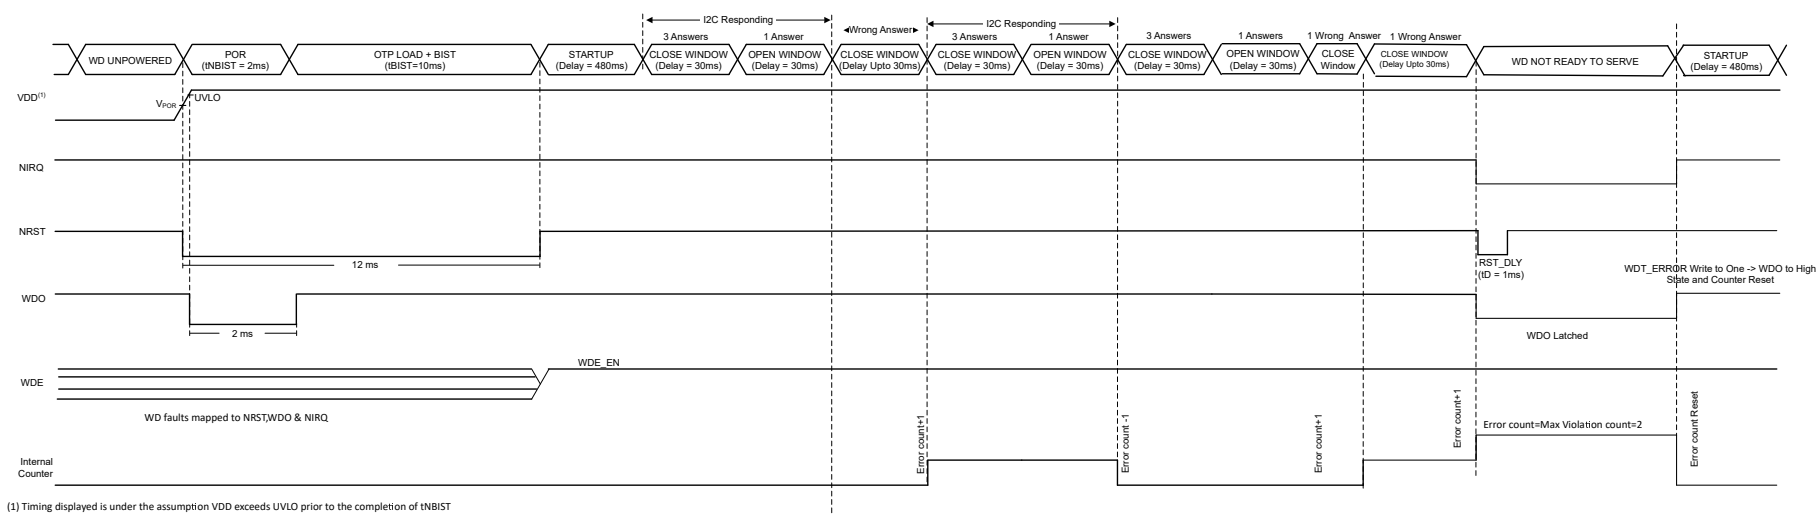 I2C Responding
Wrong Answer
I2C Responding
3 Answers
1 Answer
3 Answers
1 Answer
3 Answers
1 Answers
1 Wrong Answer
1 Wrong Answer
WD UNPOWERED
POR
(tNBIST = 2ms)
OTP LOAD + BIST
(tBIST=10ms)
STARTUP
(Delay = 480ms)
CLOSE WINDOW
(Delay = 30ms)
OPEN WINDOW
(Delay = 30ms)
CLOSE WINDOW
(Delay Upto 30ms)
CLOSE WINDOW
(Delay = 30ms)
OPEN WINDOW
(Delay = 30ms)
CLOSE WINDOW
(Delay = 30ms)
OPEN WINDOW
(Delay = 30ms)
CLOSE
Window
CLOSE WINDOW
(Delay Upto 30ms)
WD NOT READY TO SERVE
STARTUP
(Delay = 480ms)
VDD(1)
VPOR
UVLO
NIRQ
NRST
12 ms
RST_DLY
(tD = 1ms)
WDT_ERROR Write to One -> WDO to High
State and Counter Reset
WDO
2 ms
WDO Latched
WDE
WDE_EN
WD faults mapped to NRST,WDO & NIRQ
Internal
Counter
Error count+1
Error count -1
Error count+1
Error count+1
Error count=Max Violation count=2
Error count Reset
(1) Timing displayed is under the assumption VDD exceeds UVLO prior to the completion of tNBIST